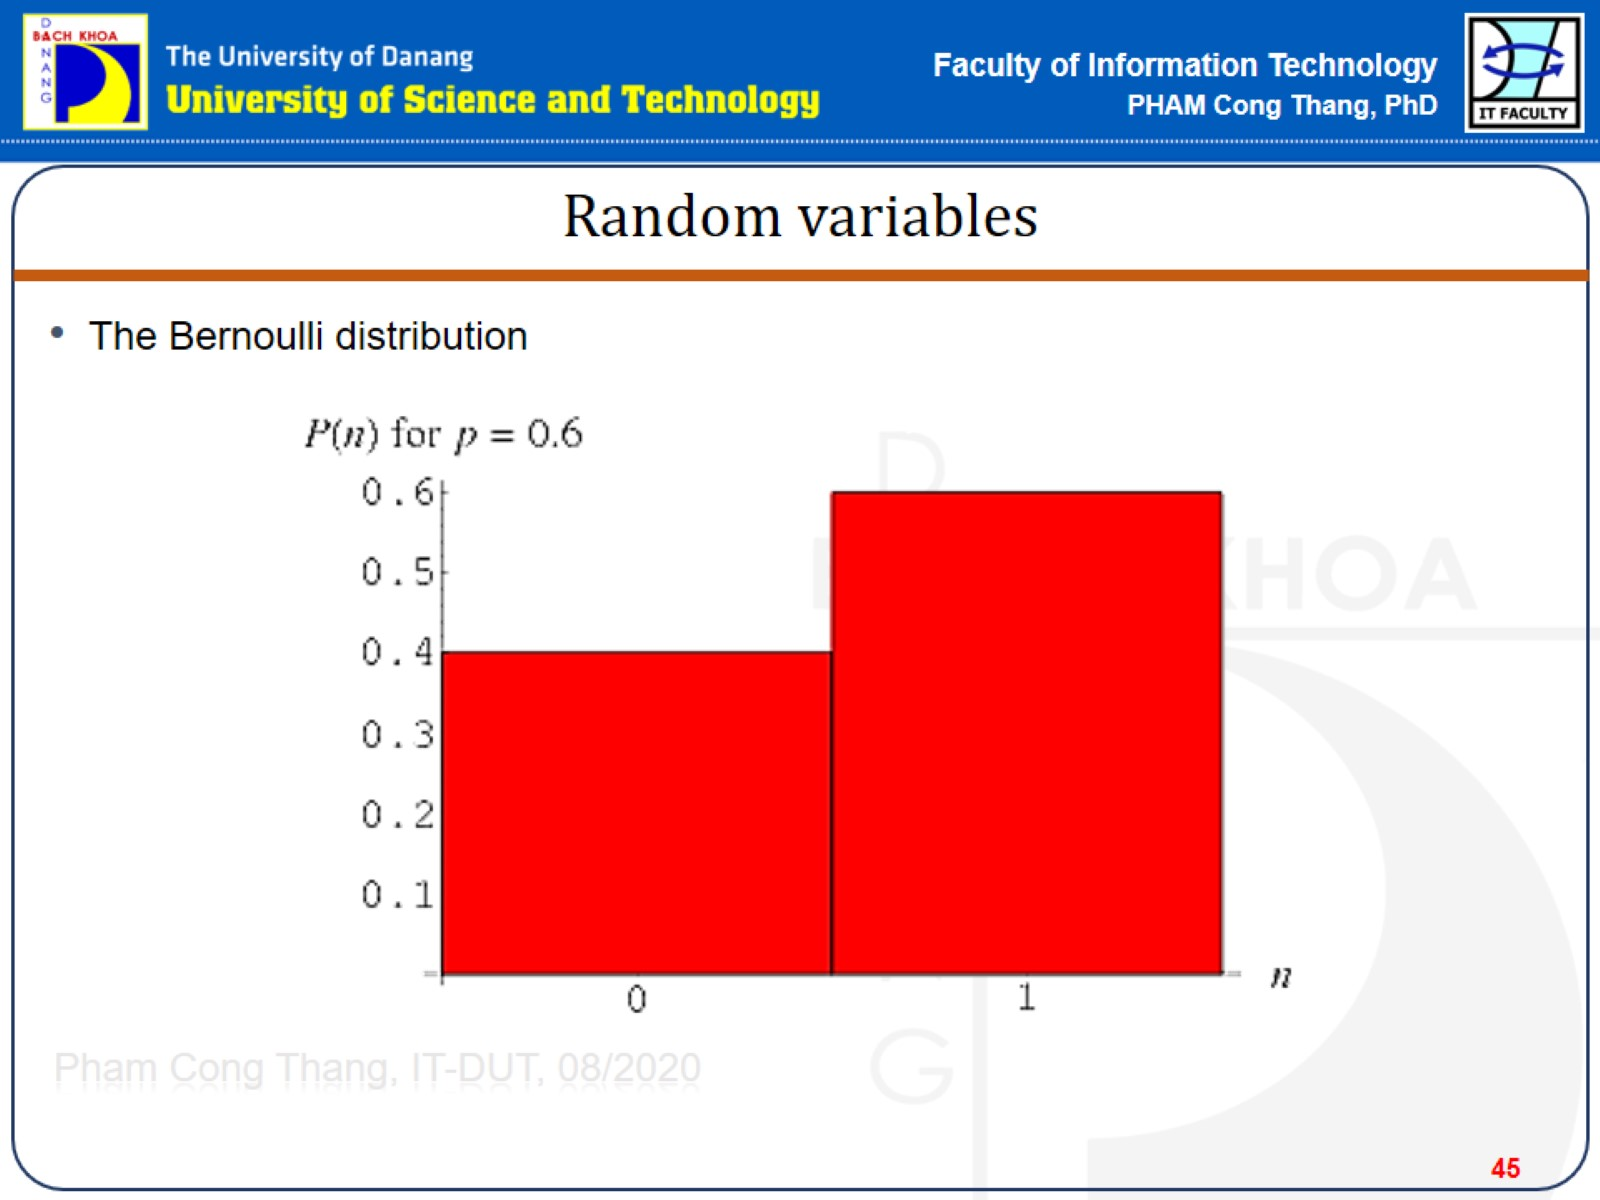 DANANG
BACH KHOA
The University of Danang
University of Science and Technology
Faculty of Information Technology
PHAM Cong Thang, PhD
IT FACULTY
Random variables
• The Bernoulli distribution
P(n) for p = 0.6
0.6
0.5
0.4
0.3
0.2
0.1
0
1
n
D
KHOA
G
Pham Cong Thang, IT-DUT, 08/2020
45